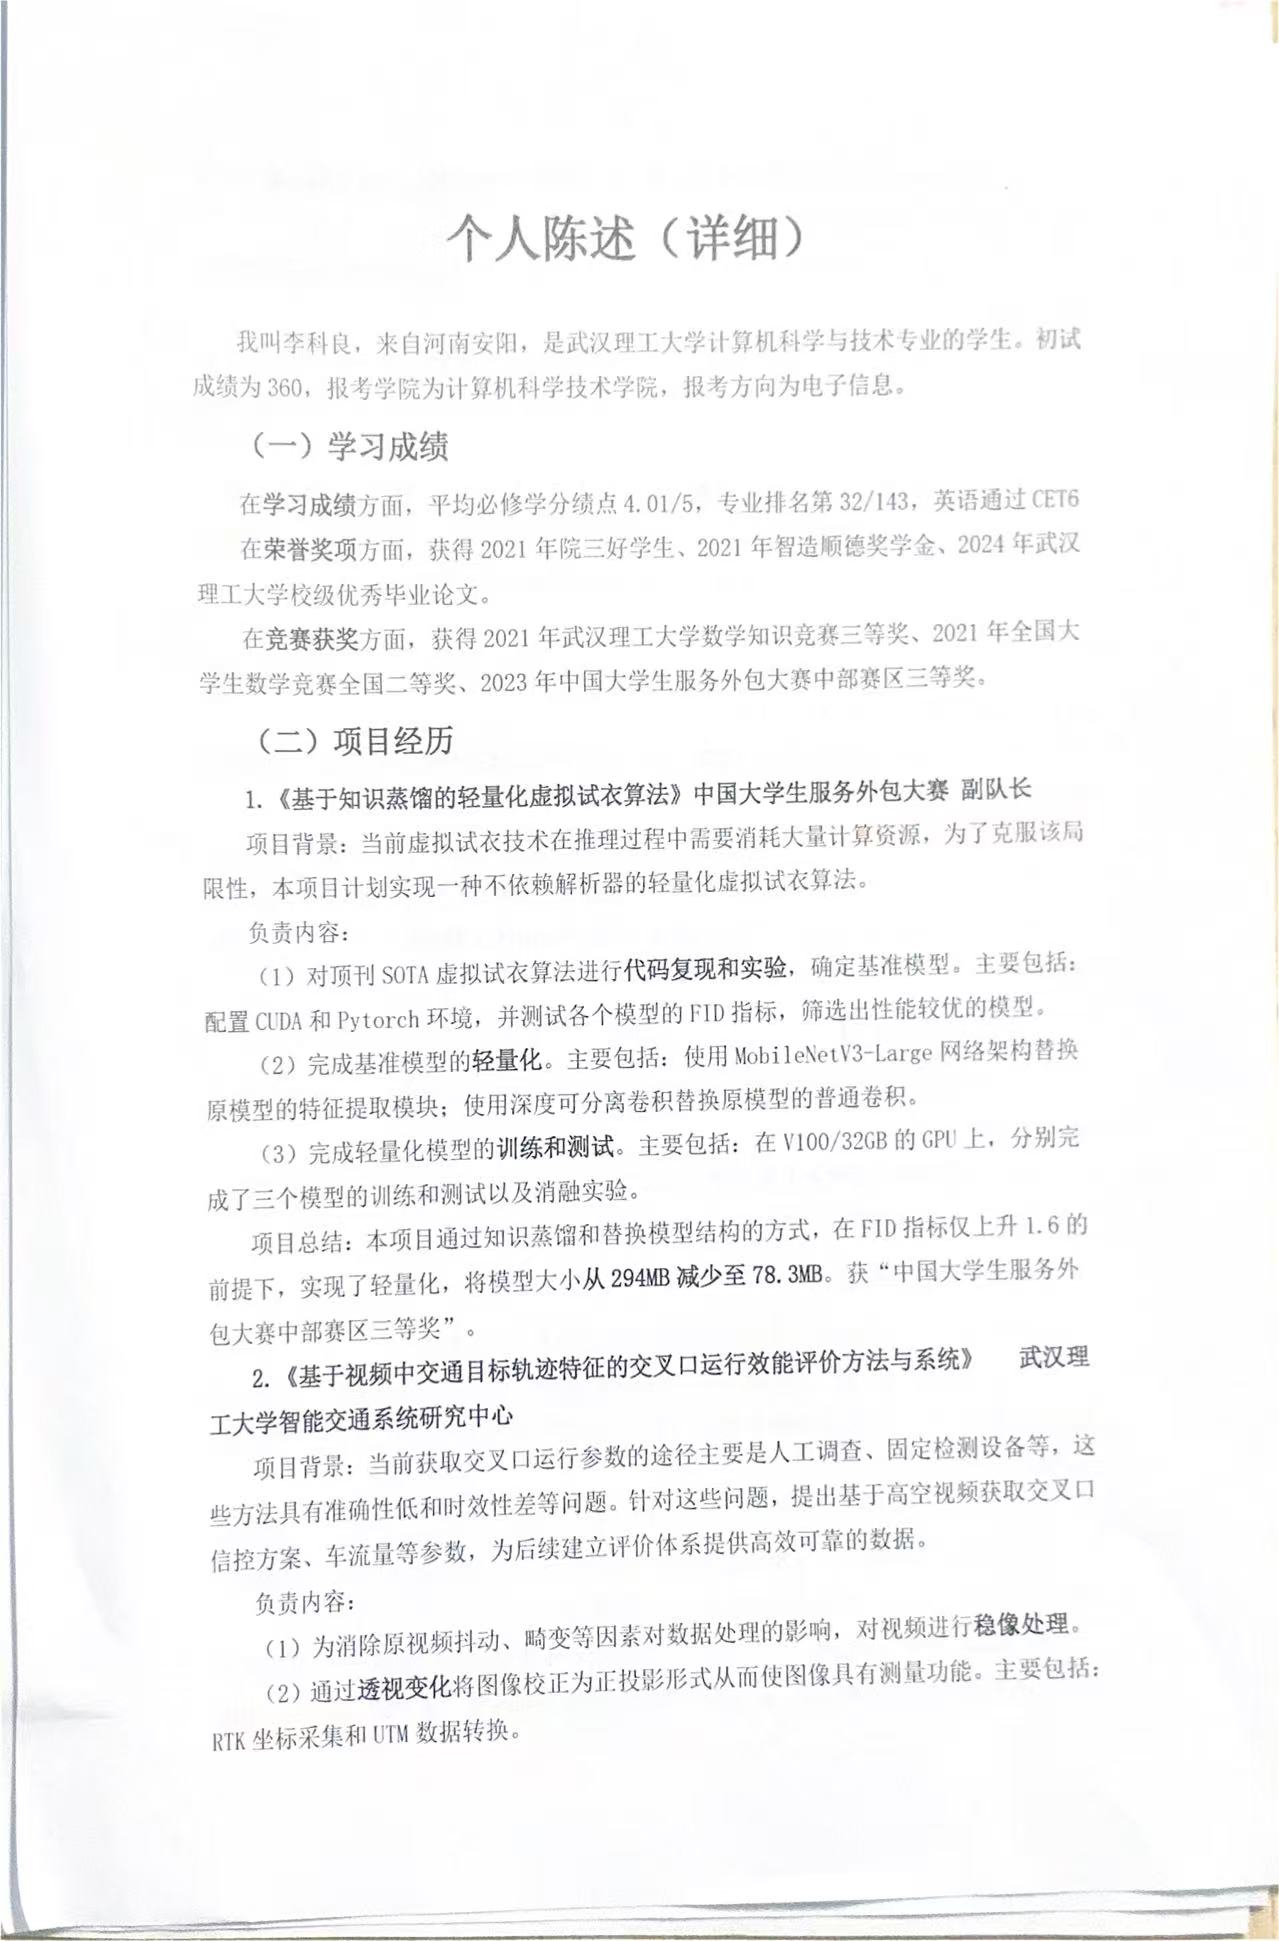 个人陈述（详细）
我叫李科良，来自河南安阳，是武汉理工大学计算机科学与技术专业的学生。初试
成绩为360，报考学院为计算机科学技术学院，报考方向为电子信息。
（一）学习成绩
在学习成绩方面，平均必修学分绩点4.01/5，专业排名第32/143，英语通过CET6
在荣誉奖项方面，获得2021年院三好学生、2021年智造顺德奖学金、2024年武汉
理工大学校级优秀毕业论文。
在竞赛获奖方面，获得2021年武汉理工大学数学知识竞赛三等奖、2021年全国大
学生数学竞赛全国二等奖、2023年中国大学生服务外包大赛中部赛区三等奖。
（二）项目经历
1.《基于知识蒸馏的轻量化虚拟试衣算法》中国大学生服务外包大赛 副队长
项目背景：当前虚拟试衣技术在推理过程中需要消耗大量计算资源，为了克服该局
限性，本项目计划实现一种不依赖解析器的轻量化虚拟试衣算法。
负责内容：
（1）对顶刊SOTA虚拟试衣算法进行代码复现和实验，确定基准模型。主要包括：
配置CUDA和Pytorch环境，并测试各个模型的FID指标，筛选出性能较优的模型。
（2）完成基准模型的轻量化。主要包括：使用MobileNetV3-Large网络架构替换
原模型的特征提取模块；使用深度可分离卷积替换原模型的普通卷积。
（3）完成轻量化模型的训练和测试。主要包括：在V100/32GB的GPU上，分别完
成了三个模型的训练和测试以及消融实验。
项目总结：本项目通过知识蒸馏和替换模型结构的方式，在FID指标仅上升1.6的
前提下，实现了轻量化，将模型大小从294MB减少至78.3MB。获“中国大学生服务外
包大赛中部赛区三等奖”。
2.《基于视频中交通目标轨迹特征的交叉口运行效能评价方法与系统》 武汉理
工大学智能交通系统研究中心
项目背景：当前获取交叉口运行参数的途径主要是人工调查、固定检测设备等，这
些方法具有准确性低和时效性差等问题。针对这些问题，提出基于高空视频获取交叉口
信控方案、车流量等参数，为后续建立评价体系提供高效可靠的数据。
负责内容：
（1）为消除原视频抖动、畸变等因素对数据处理的影响，对视频进行稳像处理。
（2）通过透视变化将图像校正为正投影形式从而使图像具有测量功能。主要包括：
RTK坐标采集和UTM数据转换。